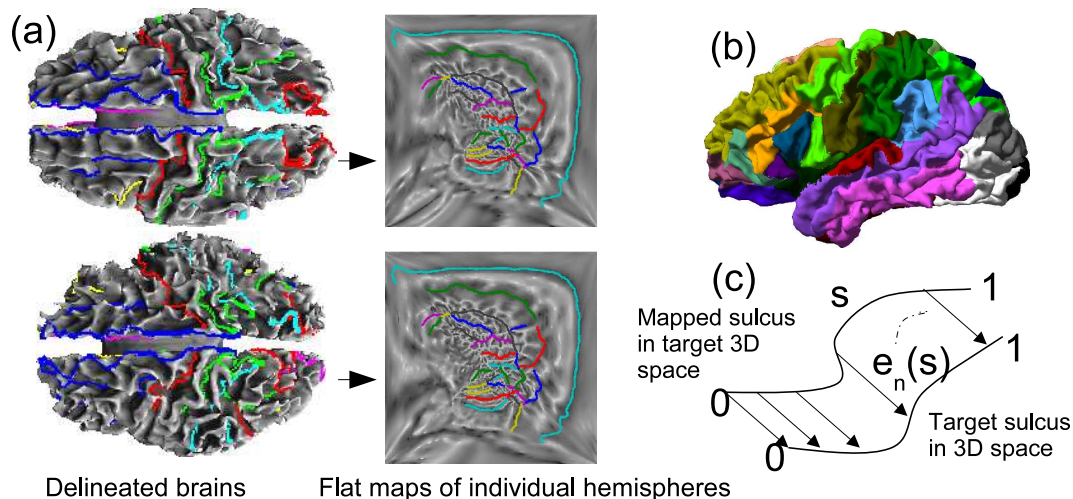 (a)
(b)
(c)
s
1
Mapped sulcus
in target 3D
space
1
e_n(s)
0
0
Target sulcus
in 3D space
Delineated brains
Flat maps of individual hemispheres